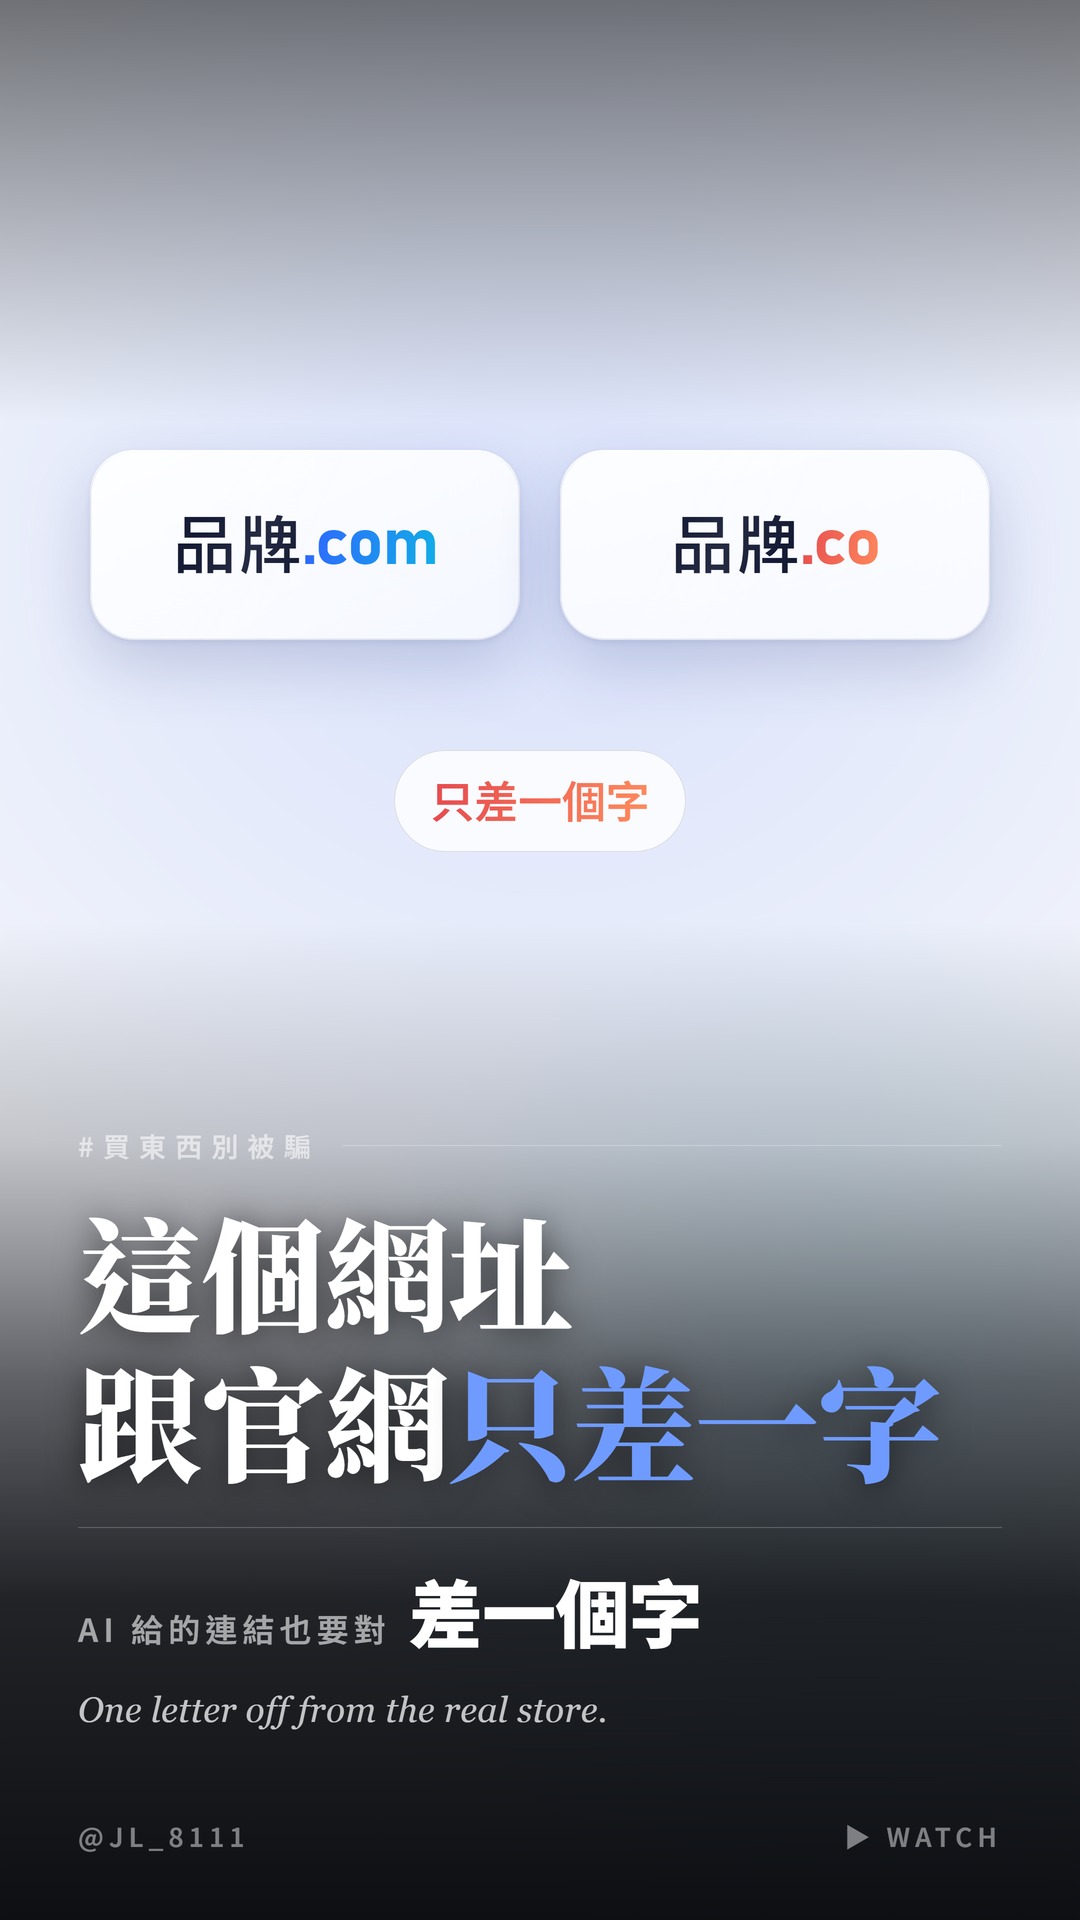 品牌.com
品牌.co
只差一個字
#買東西別被騙
這個網址
跟官網只差一字
AI 給的連結也要對 差一個字
One letter off from the real store.
@JL_8111
▶ WATCH